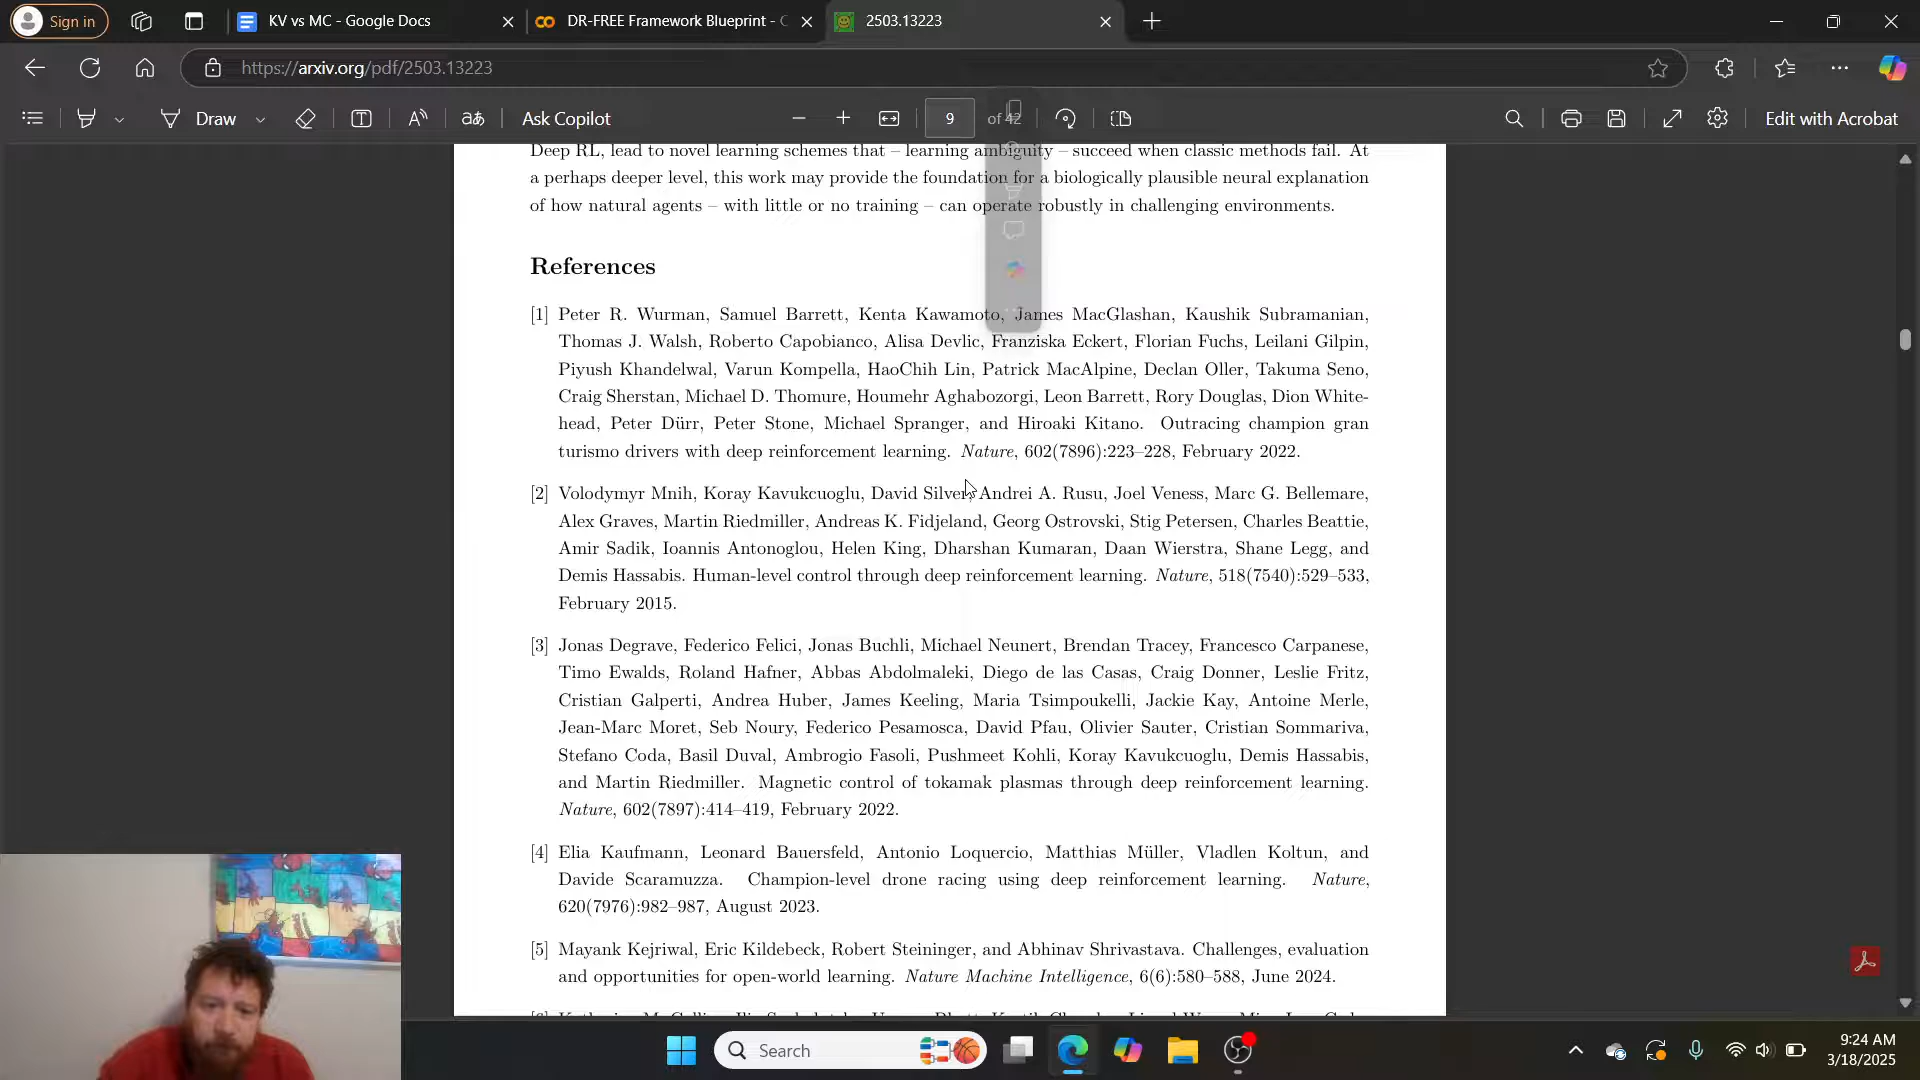 Sign in
KV vs MC - Google Docs
DR-FREE Framework Blueprint - C
2503.13223
https://arxiv.org/pdf/2503.13223
Draw
aあ
Ask Copilot
9
of 42
Edit with Acrobat
Deep RL, lead to novel learning schemes that – learning ambiguity – succeed when classic methods fail. At
a perhaps deeper level, this work may provide the foundation for a biologically plausible neural explanation
of how natural agents – with little or no training – can operate robustly in challenging environments.
References
[1] Peter R. Wurman, Samuel Barrett, Kenta Kawamoto, James MacGlashan, Kaushik Subramanian,
Thomas J. Walsh, Roberto Capobianco, Alisa Devlic, Franziska Eckert, Florian Fuchs, Leilani Gilpin,
Piyush Khandelwal, Varun Kompella, HaoChih Lin, Patrick MacAlpine, Declan Oller, Takuma Seno,
Craig Sherstan, Michael D. Thomure, Houmehr Aghabozorgi, Leon Barrett, Rory Douglas, Dion White-
head, Peter Dürr, Peter Stone, Michael Spranger, and Hiroaki Kitano. Outracing champion gran
turismo drivers with deep reinforcement learning. Nature, 602(7896):223–228, February 2022.
[2] Volodymyr Mnih, Koray Kavukcuoglu, David Silver, Andrei A. Rusu, Joel Veness, Marc G. Bellemare,
Alex Graves, Martin Riedmiller, Andreas K. Fidjeland, Georg Ostrovski, Stig Petersen, Charles Beattie,
Amir Sadik, Ioannis Antonoglou, Helen King, Dharshan Kumaran, Daan Wierstra, Shane Legg, and
Demis Hassabis. Human-level control through deep reinforcement learning. Nature, 518(7540):529–533,
February 2015.
[3] Jonas Degrave, Federico Felici, Jonas Buchli, Michael Neunert, Brendan Tracey, Francesco Carpanese,
Timo Ewalds, Roland Hafner, Abbas Abdolmaleki, Diego de las Casas, Craig Donner, Leslie Fritz,
Cristian Galperti, Andrea Huber, James Keeling, Maria Tsimpoukelli, Jackie Kay, Antoine Merle,
Jean-Marc Moret, Seb Noury, Federico Pesamosca, David Pfau, Olivier Sauter, Cristian Sommariva,
Stefano Coda, Basil Duval, Ambrogio Fasoli, Pushmeet Kohli, Koray Kavukcuoglu, Demis Hassabis,
and Martin Riedmiller. Magnetic control of tokamak plasmas through deep reinforcement learning.
Nature, 602(7897):414–419, February 2022.
[4] Elia Kaufmann, Leonard Bauersfeld, Antonio Loquercio, Matthias Müller, Vladlen Koltun, and
Davide Scaramuzza. Champion-level drone racing using deep reinforcement learning. Nature,
620(7976):982–987, August 2023.
[5] Mayank Kejriwal, Eric Kildebeck, Robert Steininger, and Abhinav Shrivastava. Challenges, evaluation
and opportunities for open-world learning. Nature Machine Intelligence, 6(6):580–588, June 2024.
Search
9:24 AM
3/18/2025